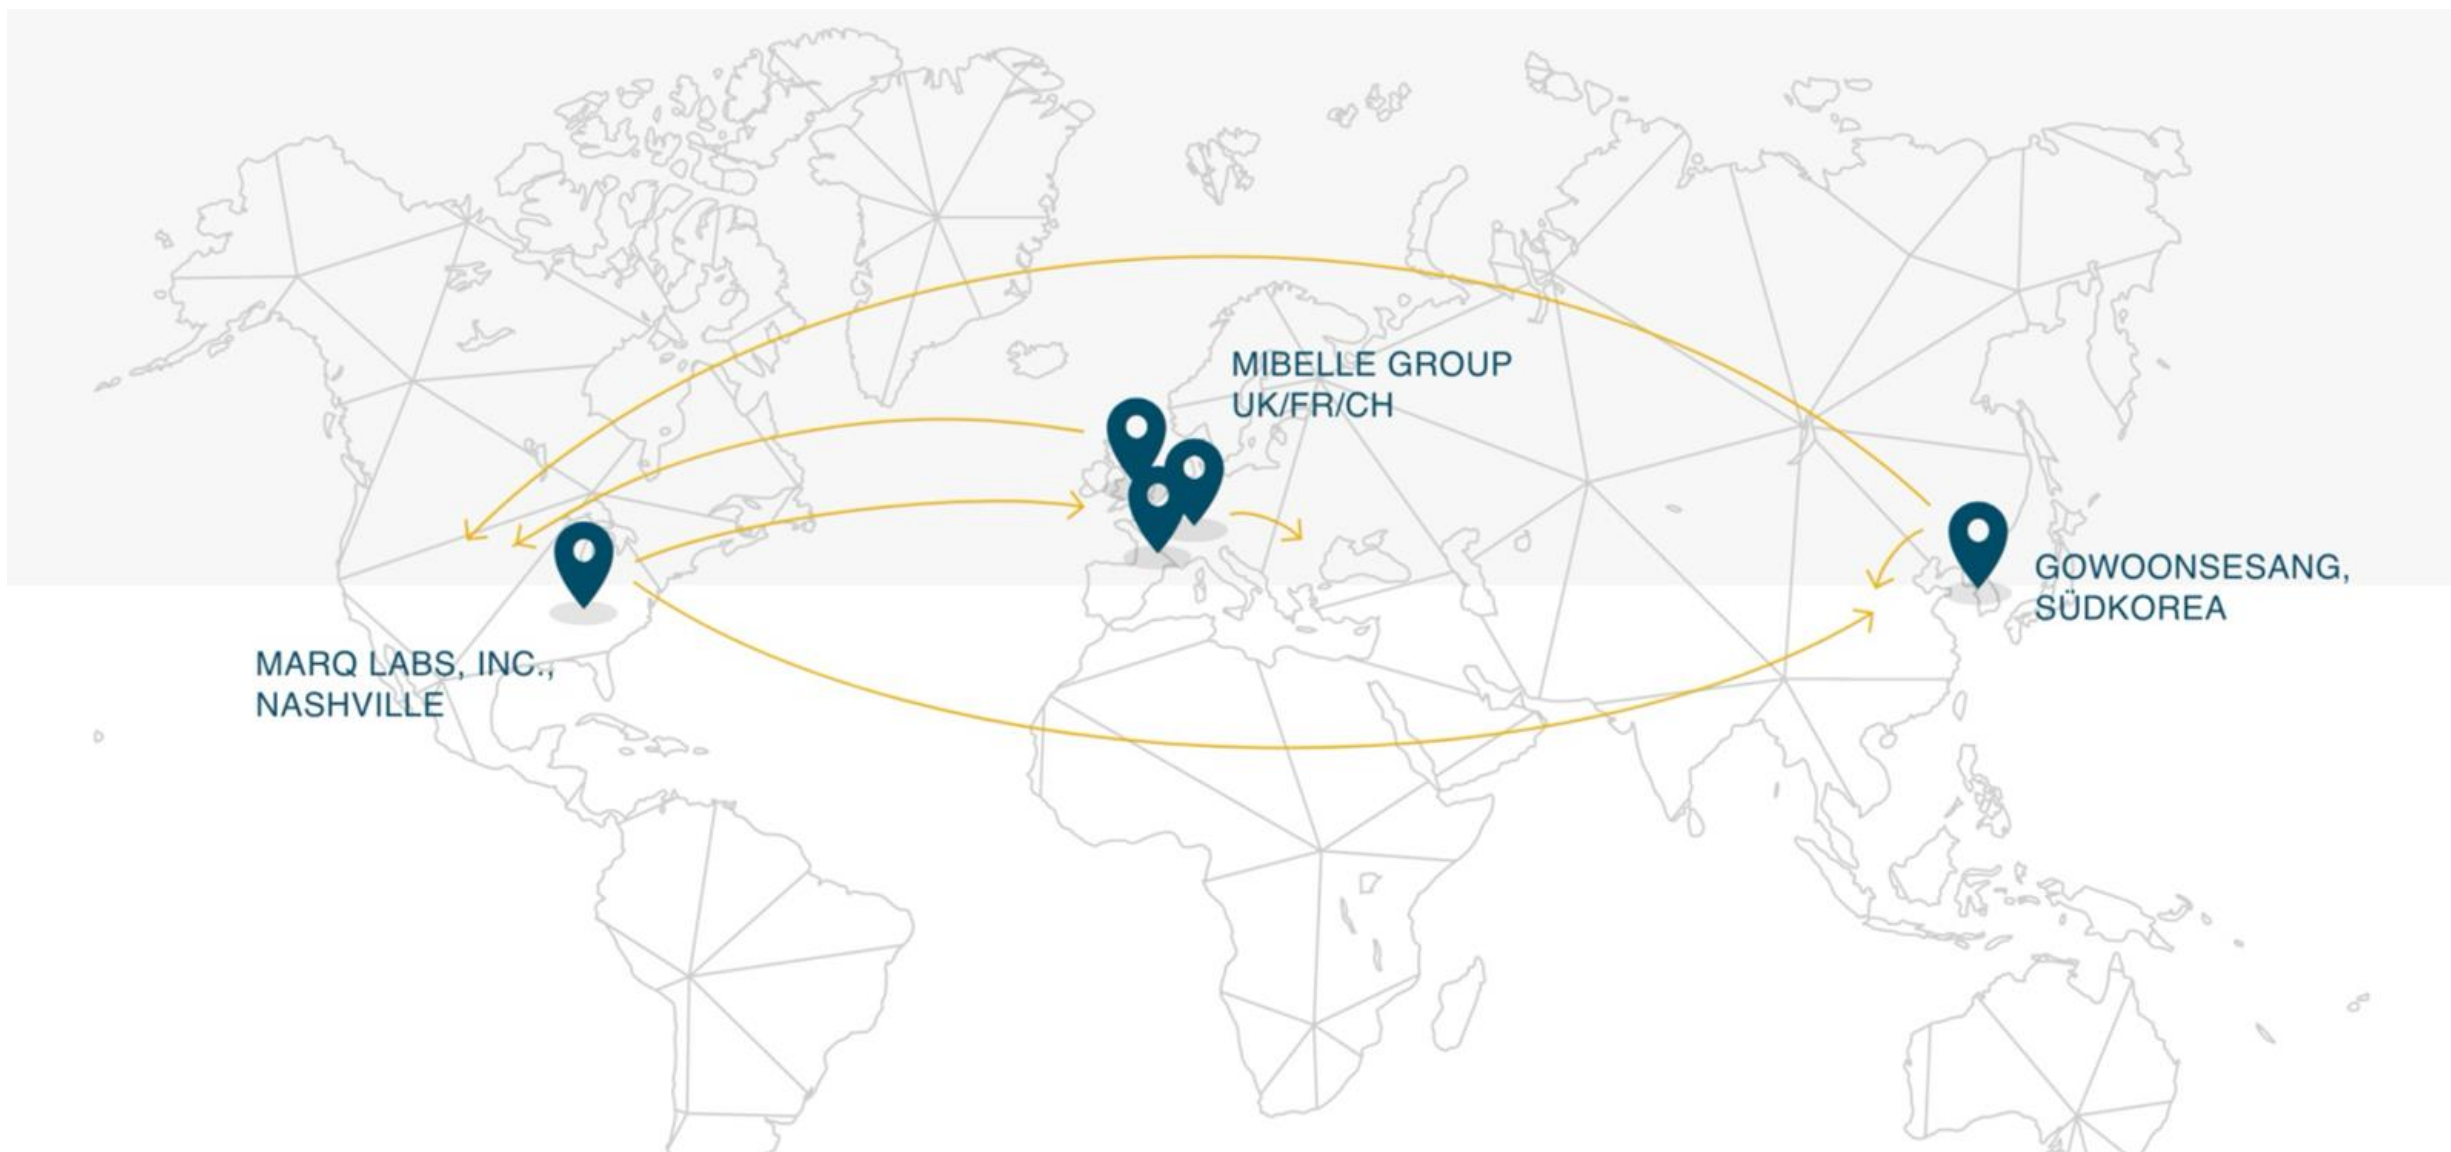 MIBELLE GROUP
UK/FR/CH
GOWOONSESANG,
SÜDKOREA
MARQ LABS, INC.,
NASHVILLE